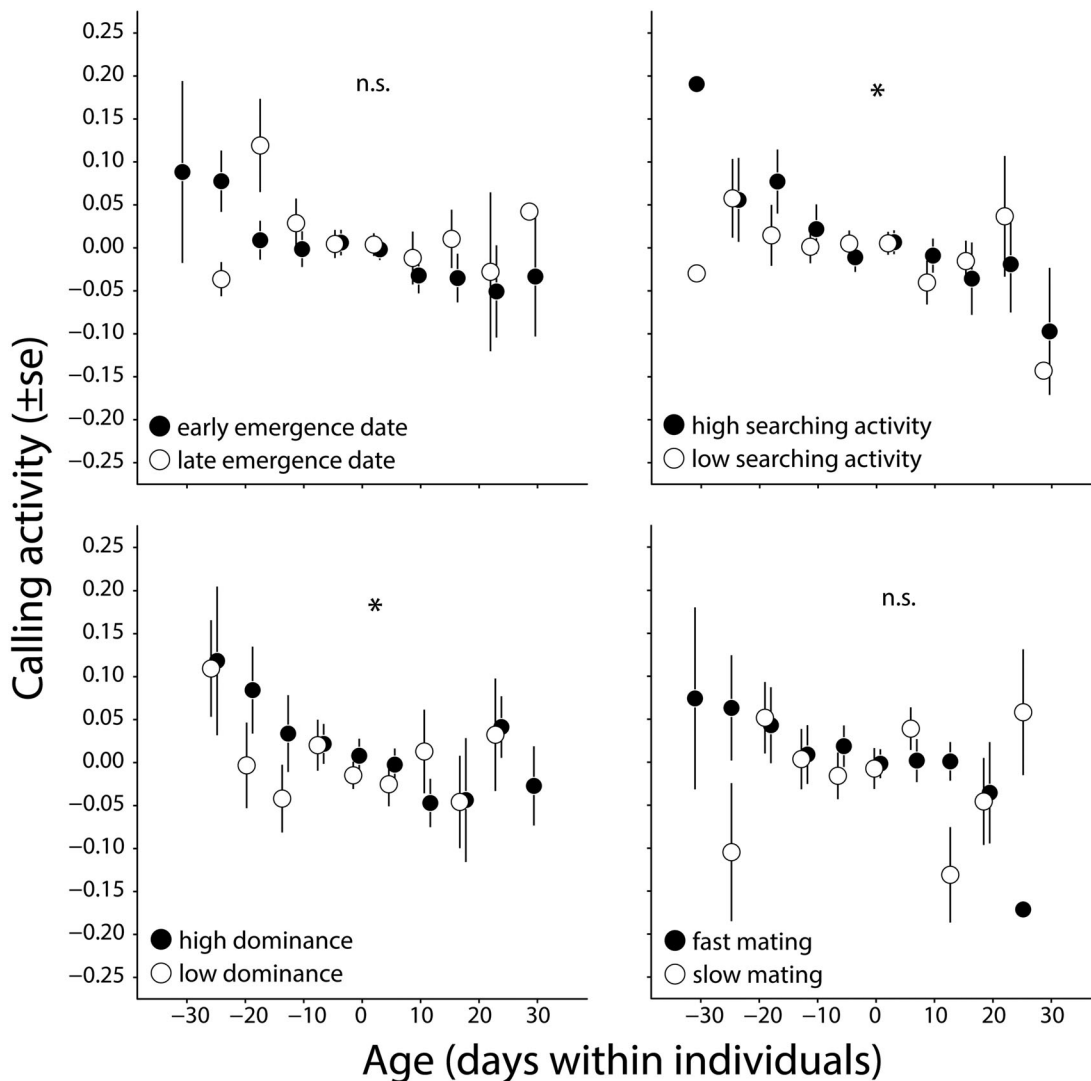 0.25
0.20
0.15
0.10
0.05
0.00
−0.05
−0.10
−0.15
−0.20
−0.25
n.s.
early emergence date
late emergence date
*
high searching activity
low searching activity
Calling activity (±se)
0.25
0.20
0.15
0.10
0.05
0.00
−0.05
−0.10
−0.15
−0.20
−0.25
*
high dominance
low dominance
−30 −20 −10 0 10 20 30
n.s.
fast mating
slow mating
−30 −20 −10 0 10 20 30
Age (days within individuals)